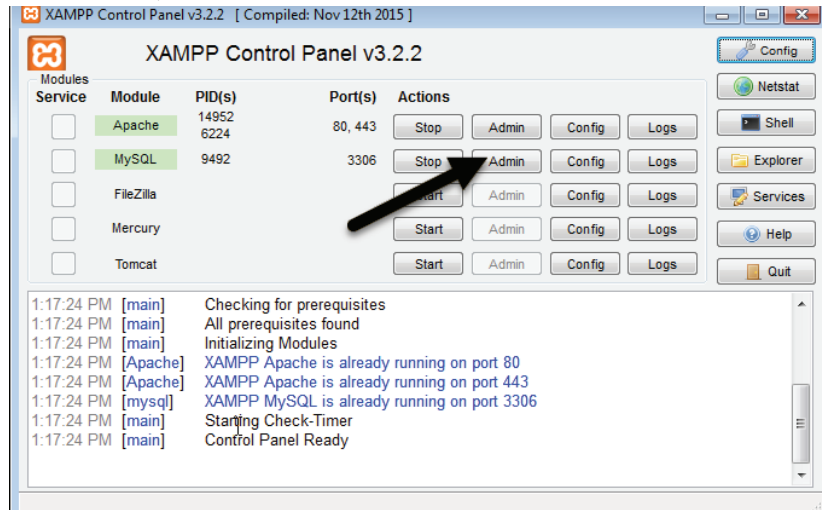 XAMPP Control Panel v3.2.2 [ Compiled: Nov 12th 2015 ]
XAMPP Control Panel v3.2.2
Config
Modules
Service Module PID(s) Port(s) Actions
Netstat
Apache 14952 6224 80, 443 Stop Admin Config Logs
Shell
MySQL 9492 3306 Stop Admin Config Logs
Explorer
FileZilla Start Admin Config Logs
Services
Mercury Start Admin Config Logs
Help
Tomcat Start Admin Config Logs
Quit
1:17:24 PM [main] Checking for prerequisites
1:17:24 PM [main] All prerequisites found
1:17:24 PM [main] Initializing Modules
1:17:24 PM [Apache] XAMPP Apache is already running on port 80
1:17:24 PM [Apache] XAMPP Apache is already running on port 443
1:17:24 PM [mysql] XAMPP MySQL is already running on port 3306
1:17:24 PM [main] Starting Check-Timer
1:17:24 PM [main] Control Panel Ready